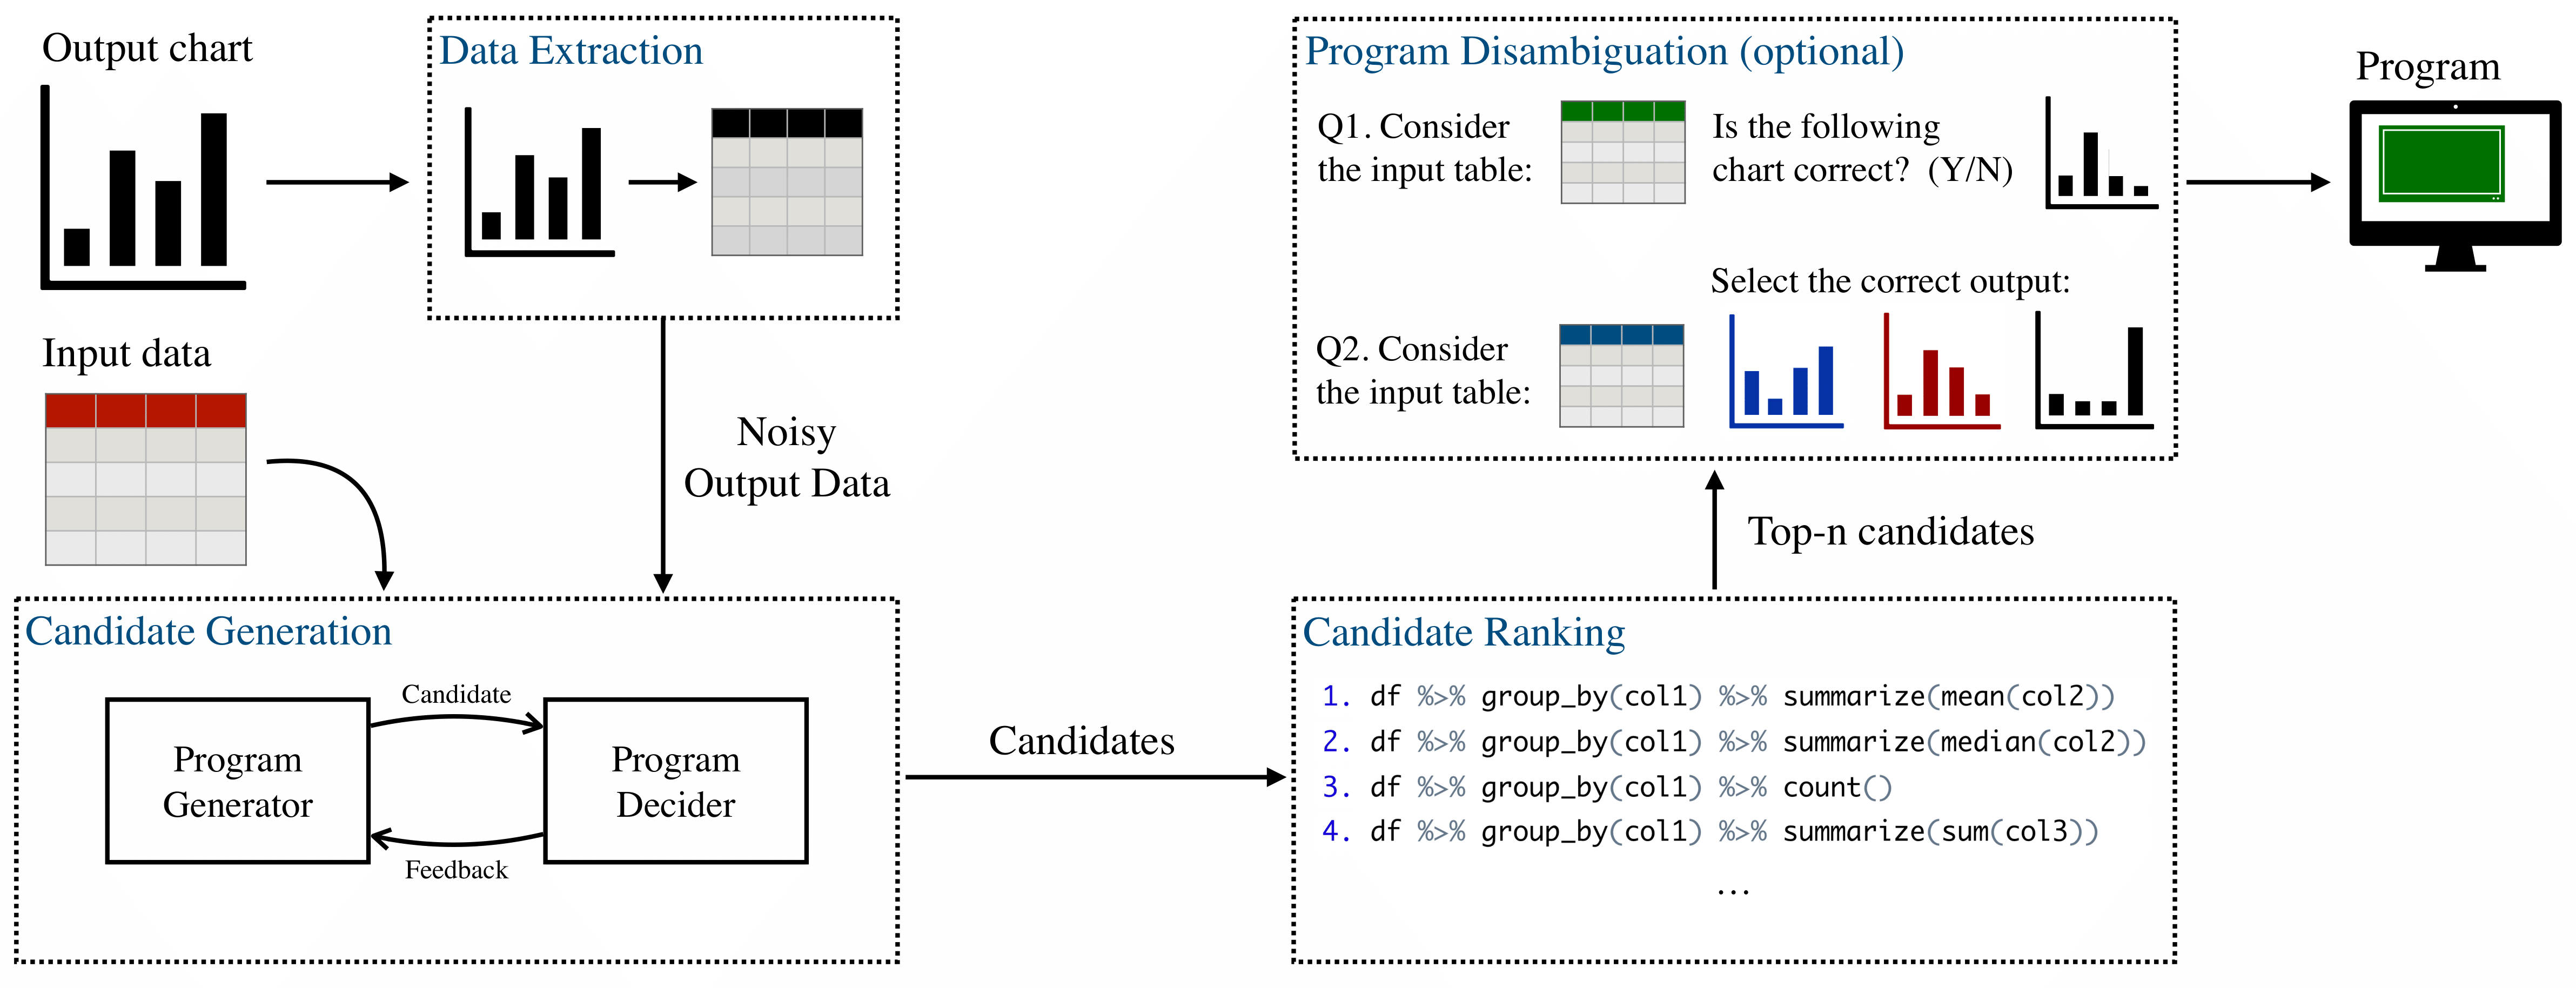 Output chart
Data Extraction
Input data
Noisy
Output Data
Candidate Generation
Program
Generator
Candidate
Feedback
Program
Decider
Candidates
Candidate Ranking
1. df %>% group_by(col1) %>% summarize(mean(col2))
2. df %>% group_by(col1) %>% summarize(median(col2))
3. df %>% group_by(col1) %>% count()
4. df %>% group_by(col1) %>% summarize(sum(col3))
...
Top-n candidates
Program Disambiguation (optional)
Q1. Consider
the input table:
Is the following
chart correct? (Y/N)
Q2. Consider
the input table:
Select the correct output:
Program